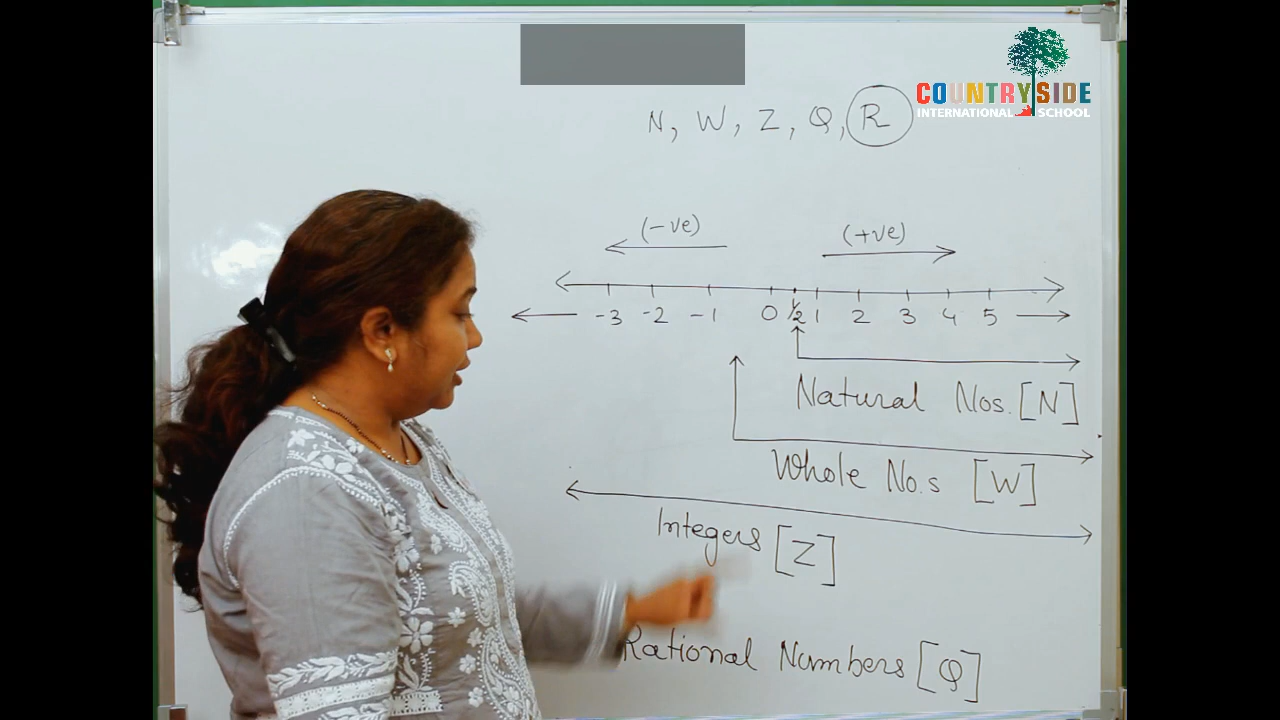 COUNTRYSIDE
INTERNATIONAL SCHOOL
N, W, Z, Q, R
(-ve) (+ve)
-3 -2 -1 0 1/2 1 2 3 4 5
Natural Nos. [N]
Whole No.s [W]
Integers [Z]
Rational Numbers [Q]